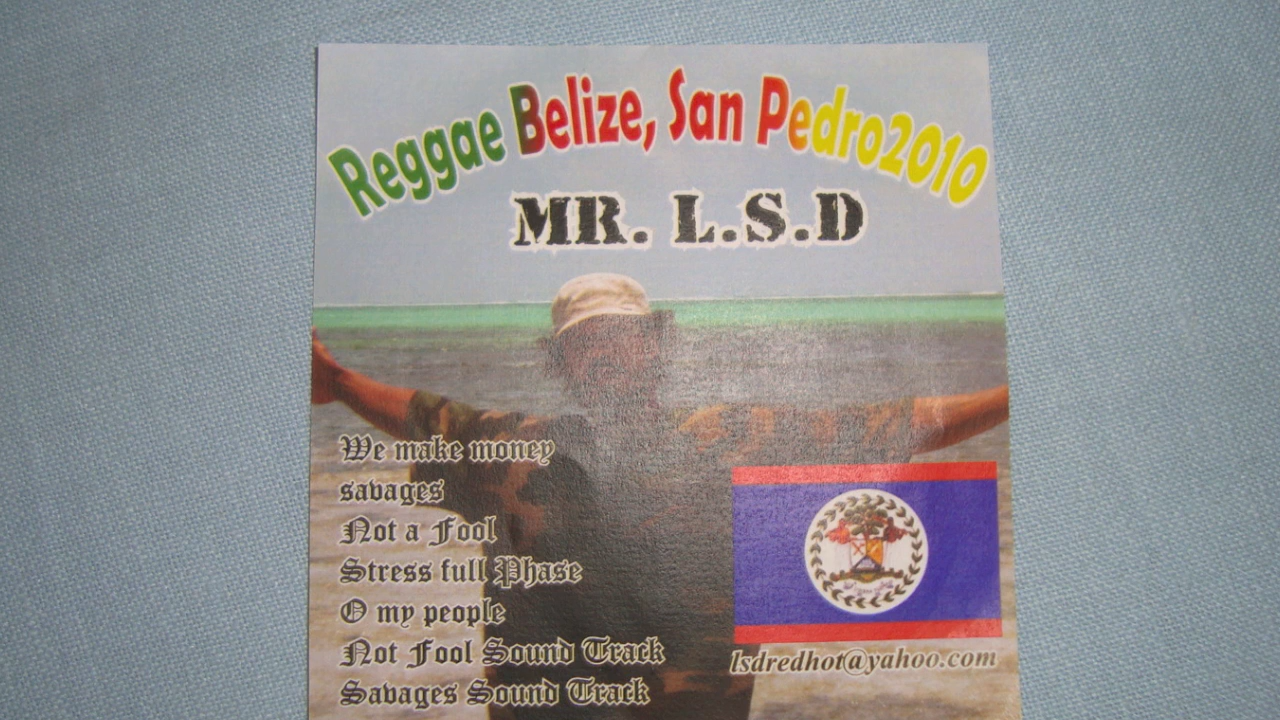 Reggae Belize, San Pedro2010
MR. L.S.D
We make money
savages
Not a Fool
Stress full Phase
O my people
Not Fool Sound Track
Savages Sound Track
lsdredhot@yahoo.com